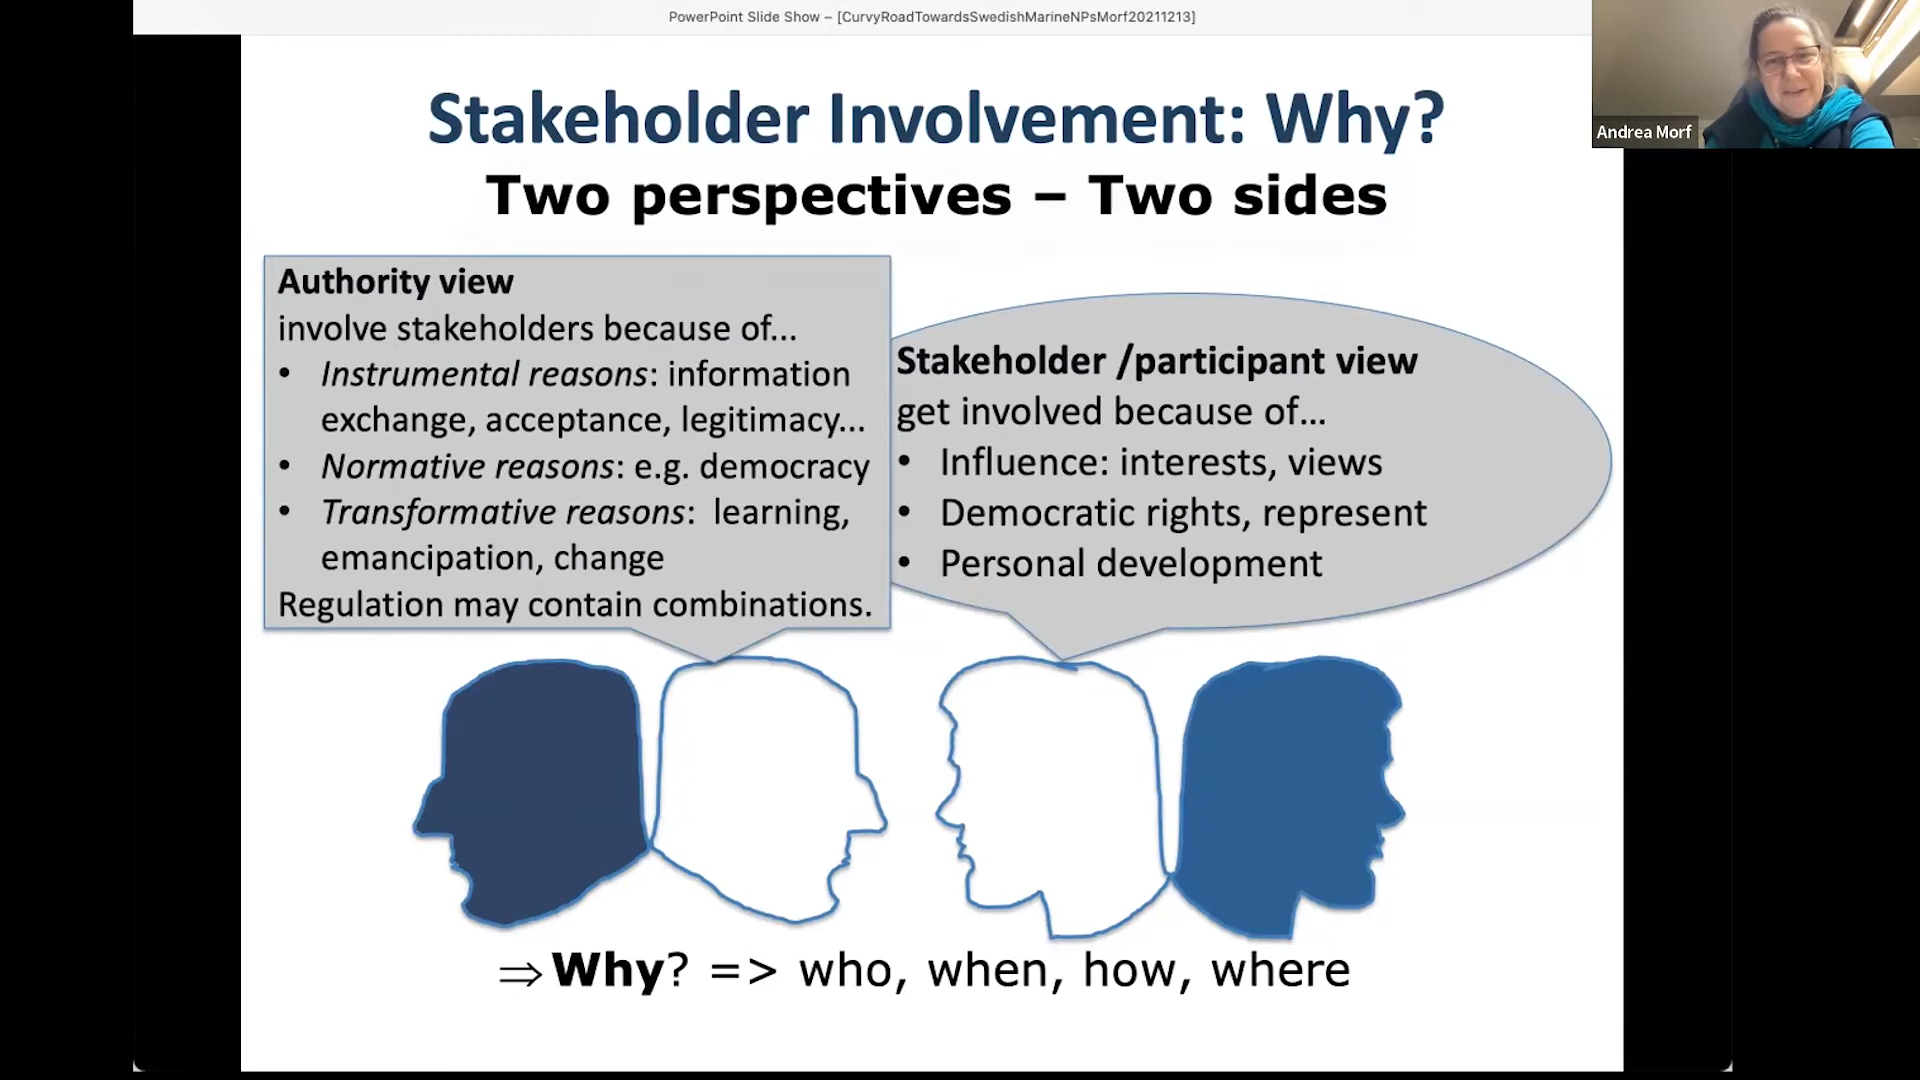 PowerPoint Slide Show – [CurvyRoadTowardsSwedishMarineNPsMorf20211213]
Andrea Morf
Stakeholder Involvement: Why?
Two perspectives – Two sides
Authority view
involve stakeholders because of...
• Instrumental reasons: information
exchange, acceptance, legitimacy...
• Normative reasons: e.g. democracy
• Transformative reasons: learning,
emancipation, change
Regulation may contain combinations.
Stakeholder /participant view
get involved because of...
• Influence: interests, views
• Democratic rights, represent
• Personal development
⇒ Why? => who, when, how, where